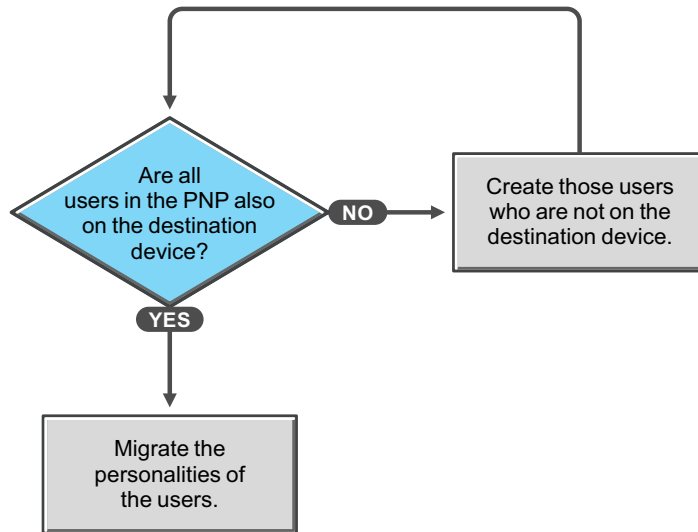 Are all
users in the PNP also
on the destination
device?
NO
Create those users
who are not on the
destination device.
YES
Migrate the
personalities of
the users.